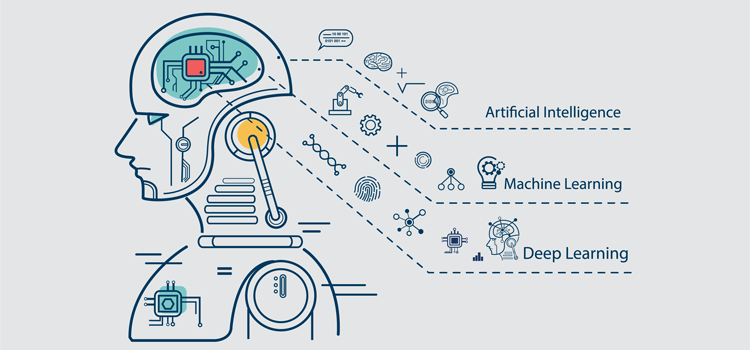 Artificial Intelligence
Machine Learning
Deep Learning